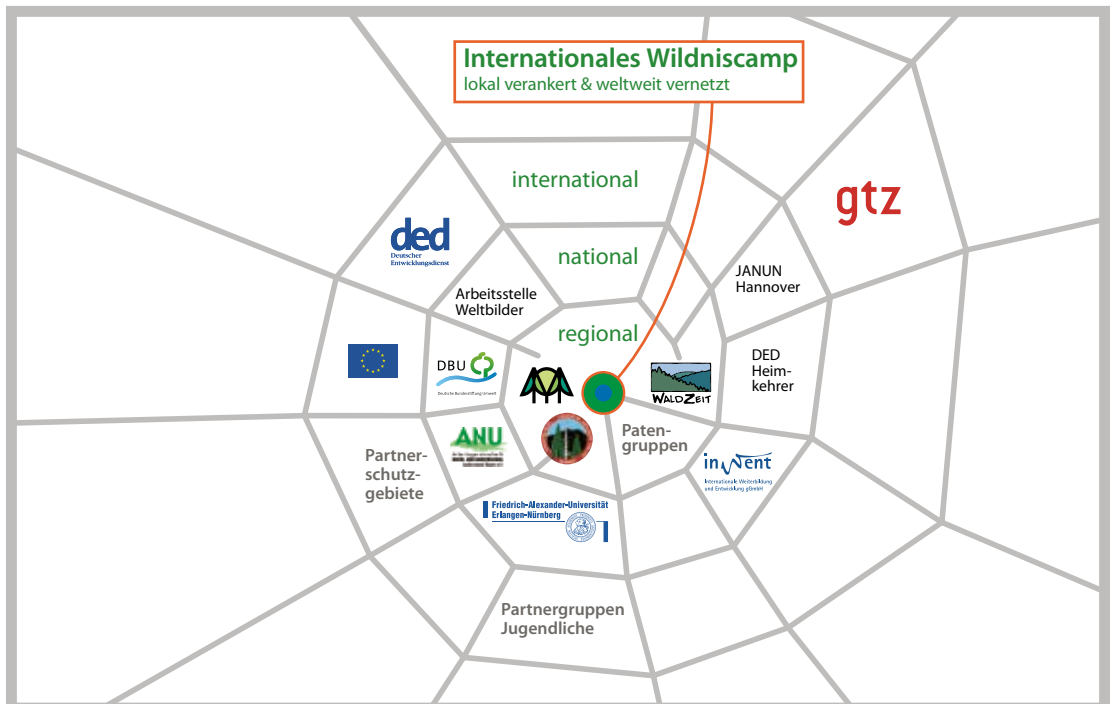 Internationales Wildniscamp
lokal verankert & weltweit vernetzt
international
gtz
ded
Deutscher
Entwicklungsdienst
national
JANUN
Hannover
Arbeitsstelle
Weltbilder
regional
DBU
Deutsche Bundesstiftung Umwelt
DED
Heim-
kehrer
WALDZEIT
Paten-
gruppen
ANU
Partner-
schutz-
gebiete
inWent
Internationale Weiterbildung
und Entwicklung gGmbH
Friedrich-Alexander-Universität
Erlangen-Nürnberg
Partnergruppen
Jugendliche